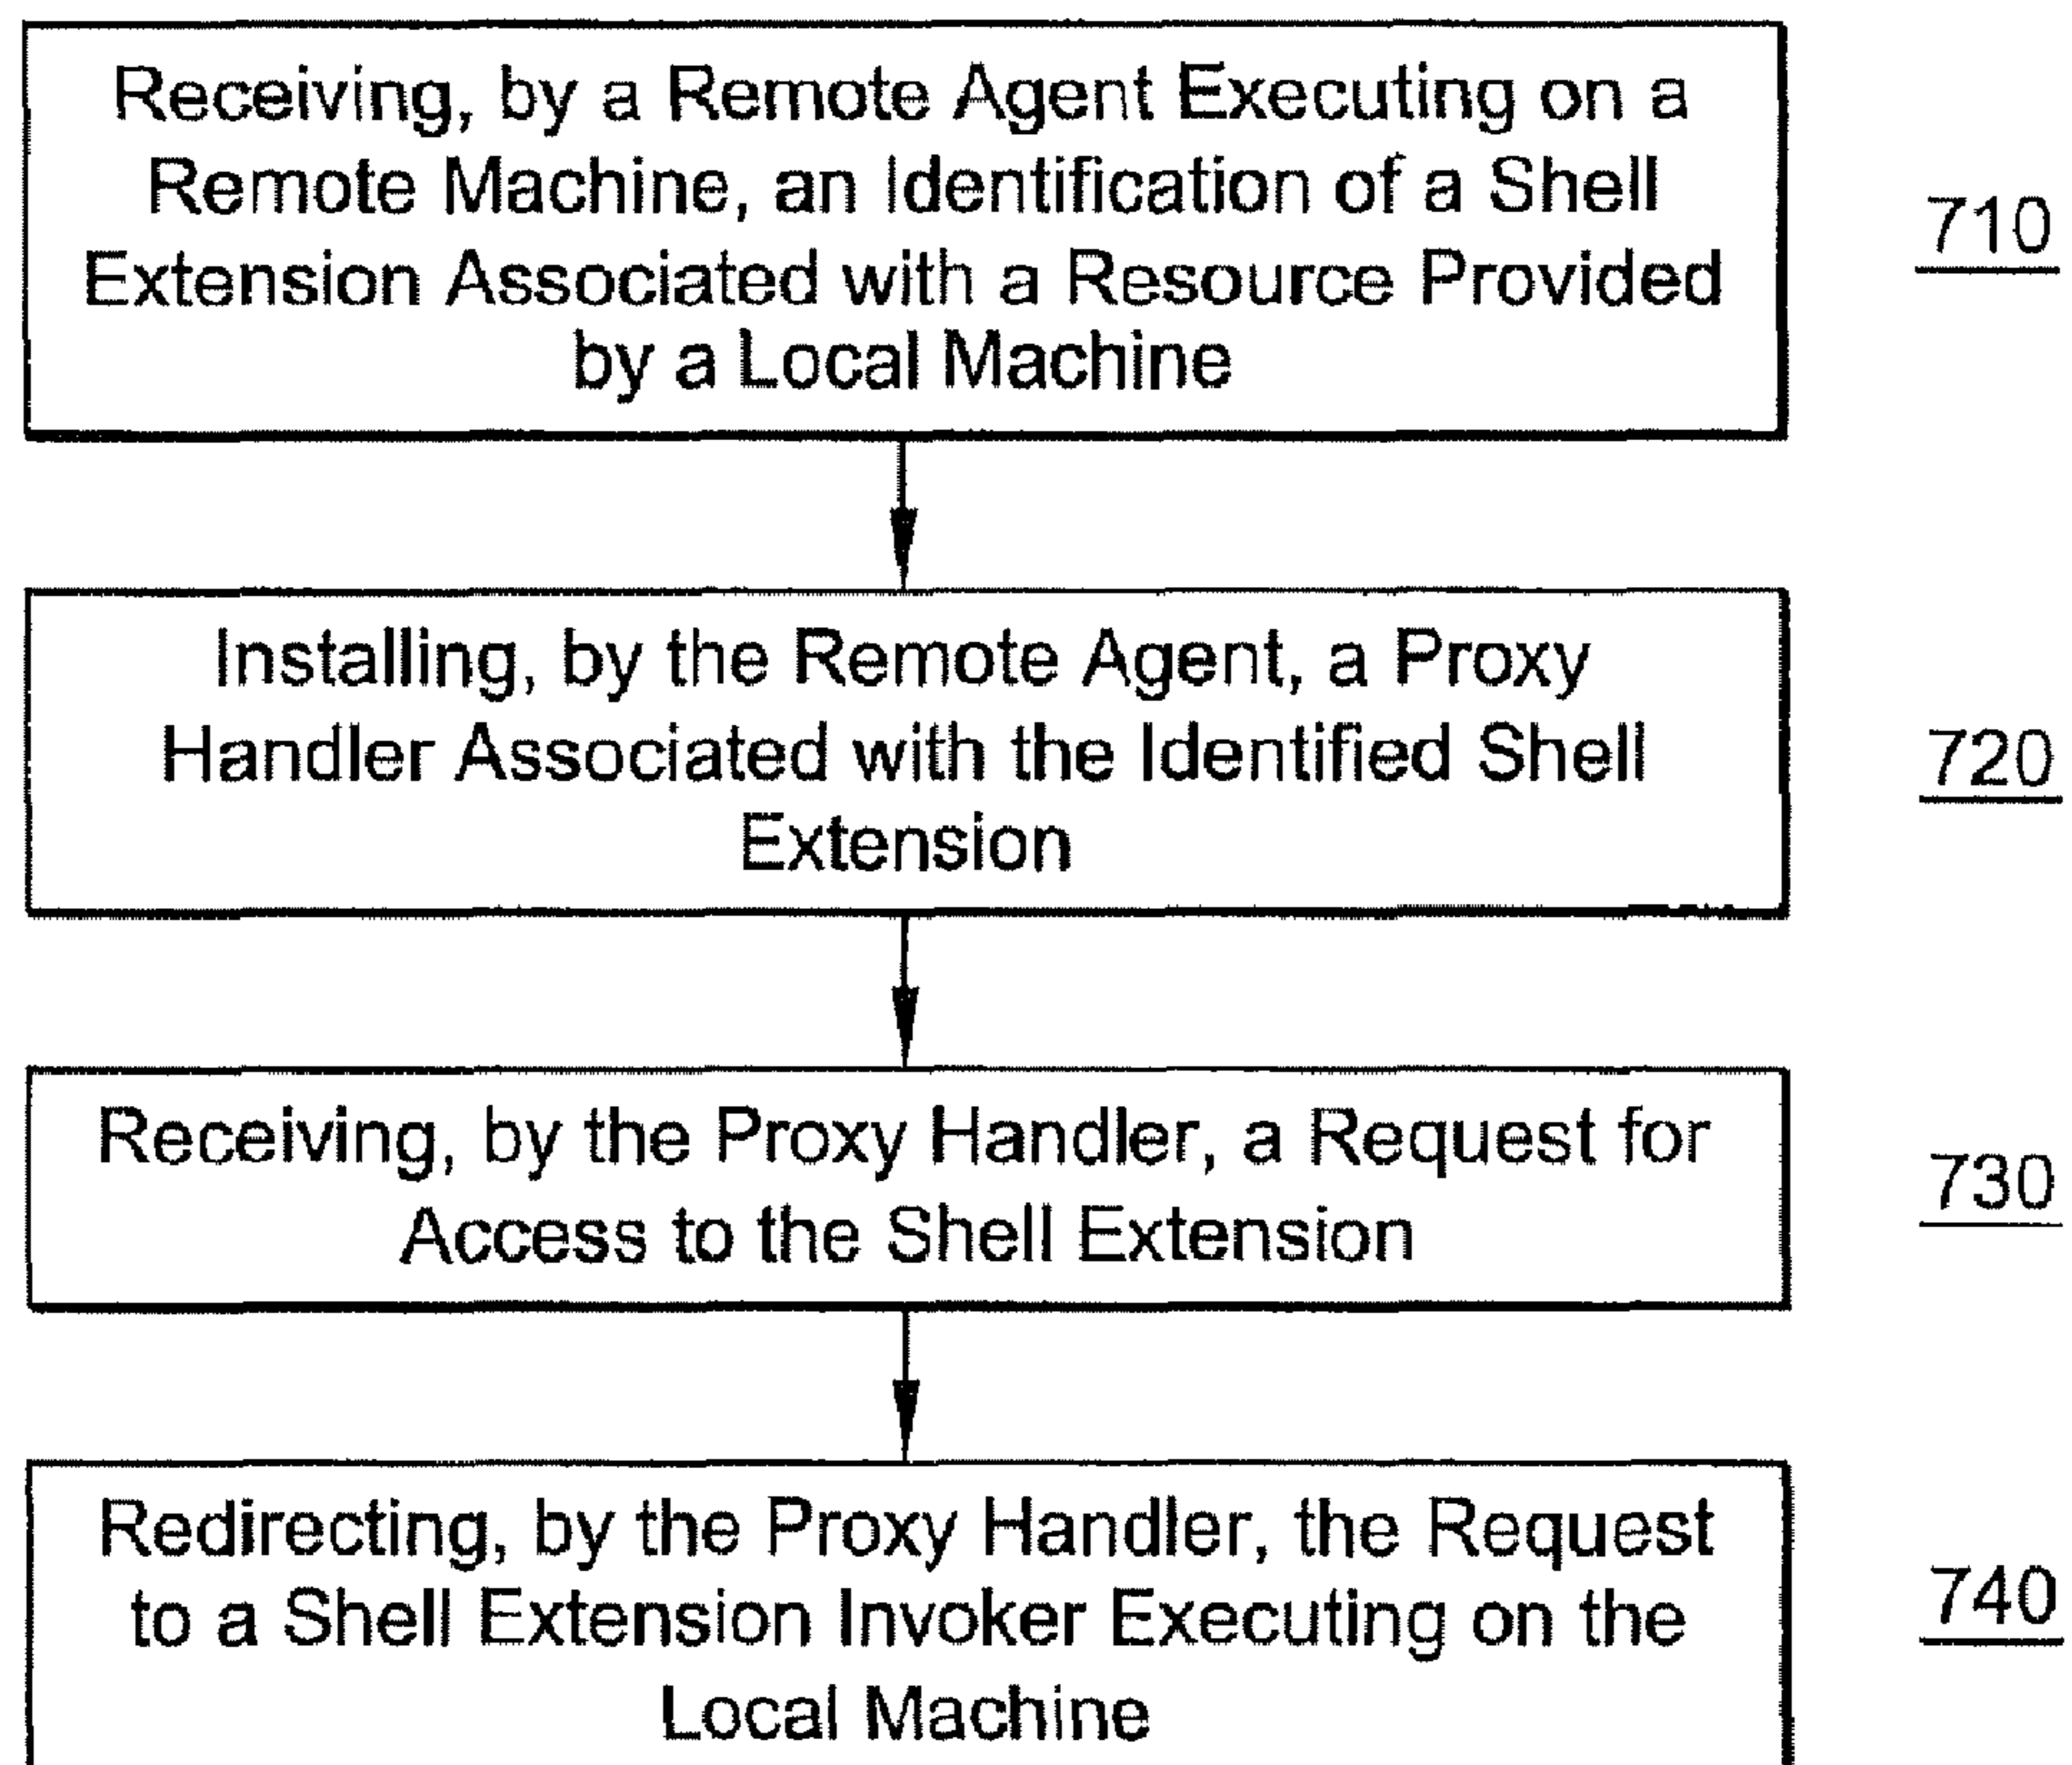 Receiving, by a Remote Agent Executing on a
Remote Machine, an Identification of a Shell
Extension Associated with a Resource Provided
by a Local Machine
710
Installing, by the Remote Agent, a Proxy
Handler Associated with the Identified Shell
Extension
720
Receiving, by the Proxy Handler, a Request for
Access to the Shell Extension
730
Redirecting, by the Proxy Handler, the Request
to a Shell Extension Invoker Executing on the
Local Machine
740